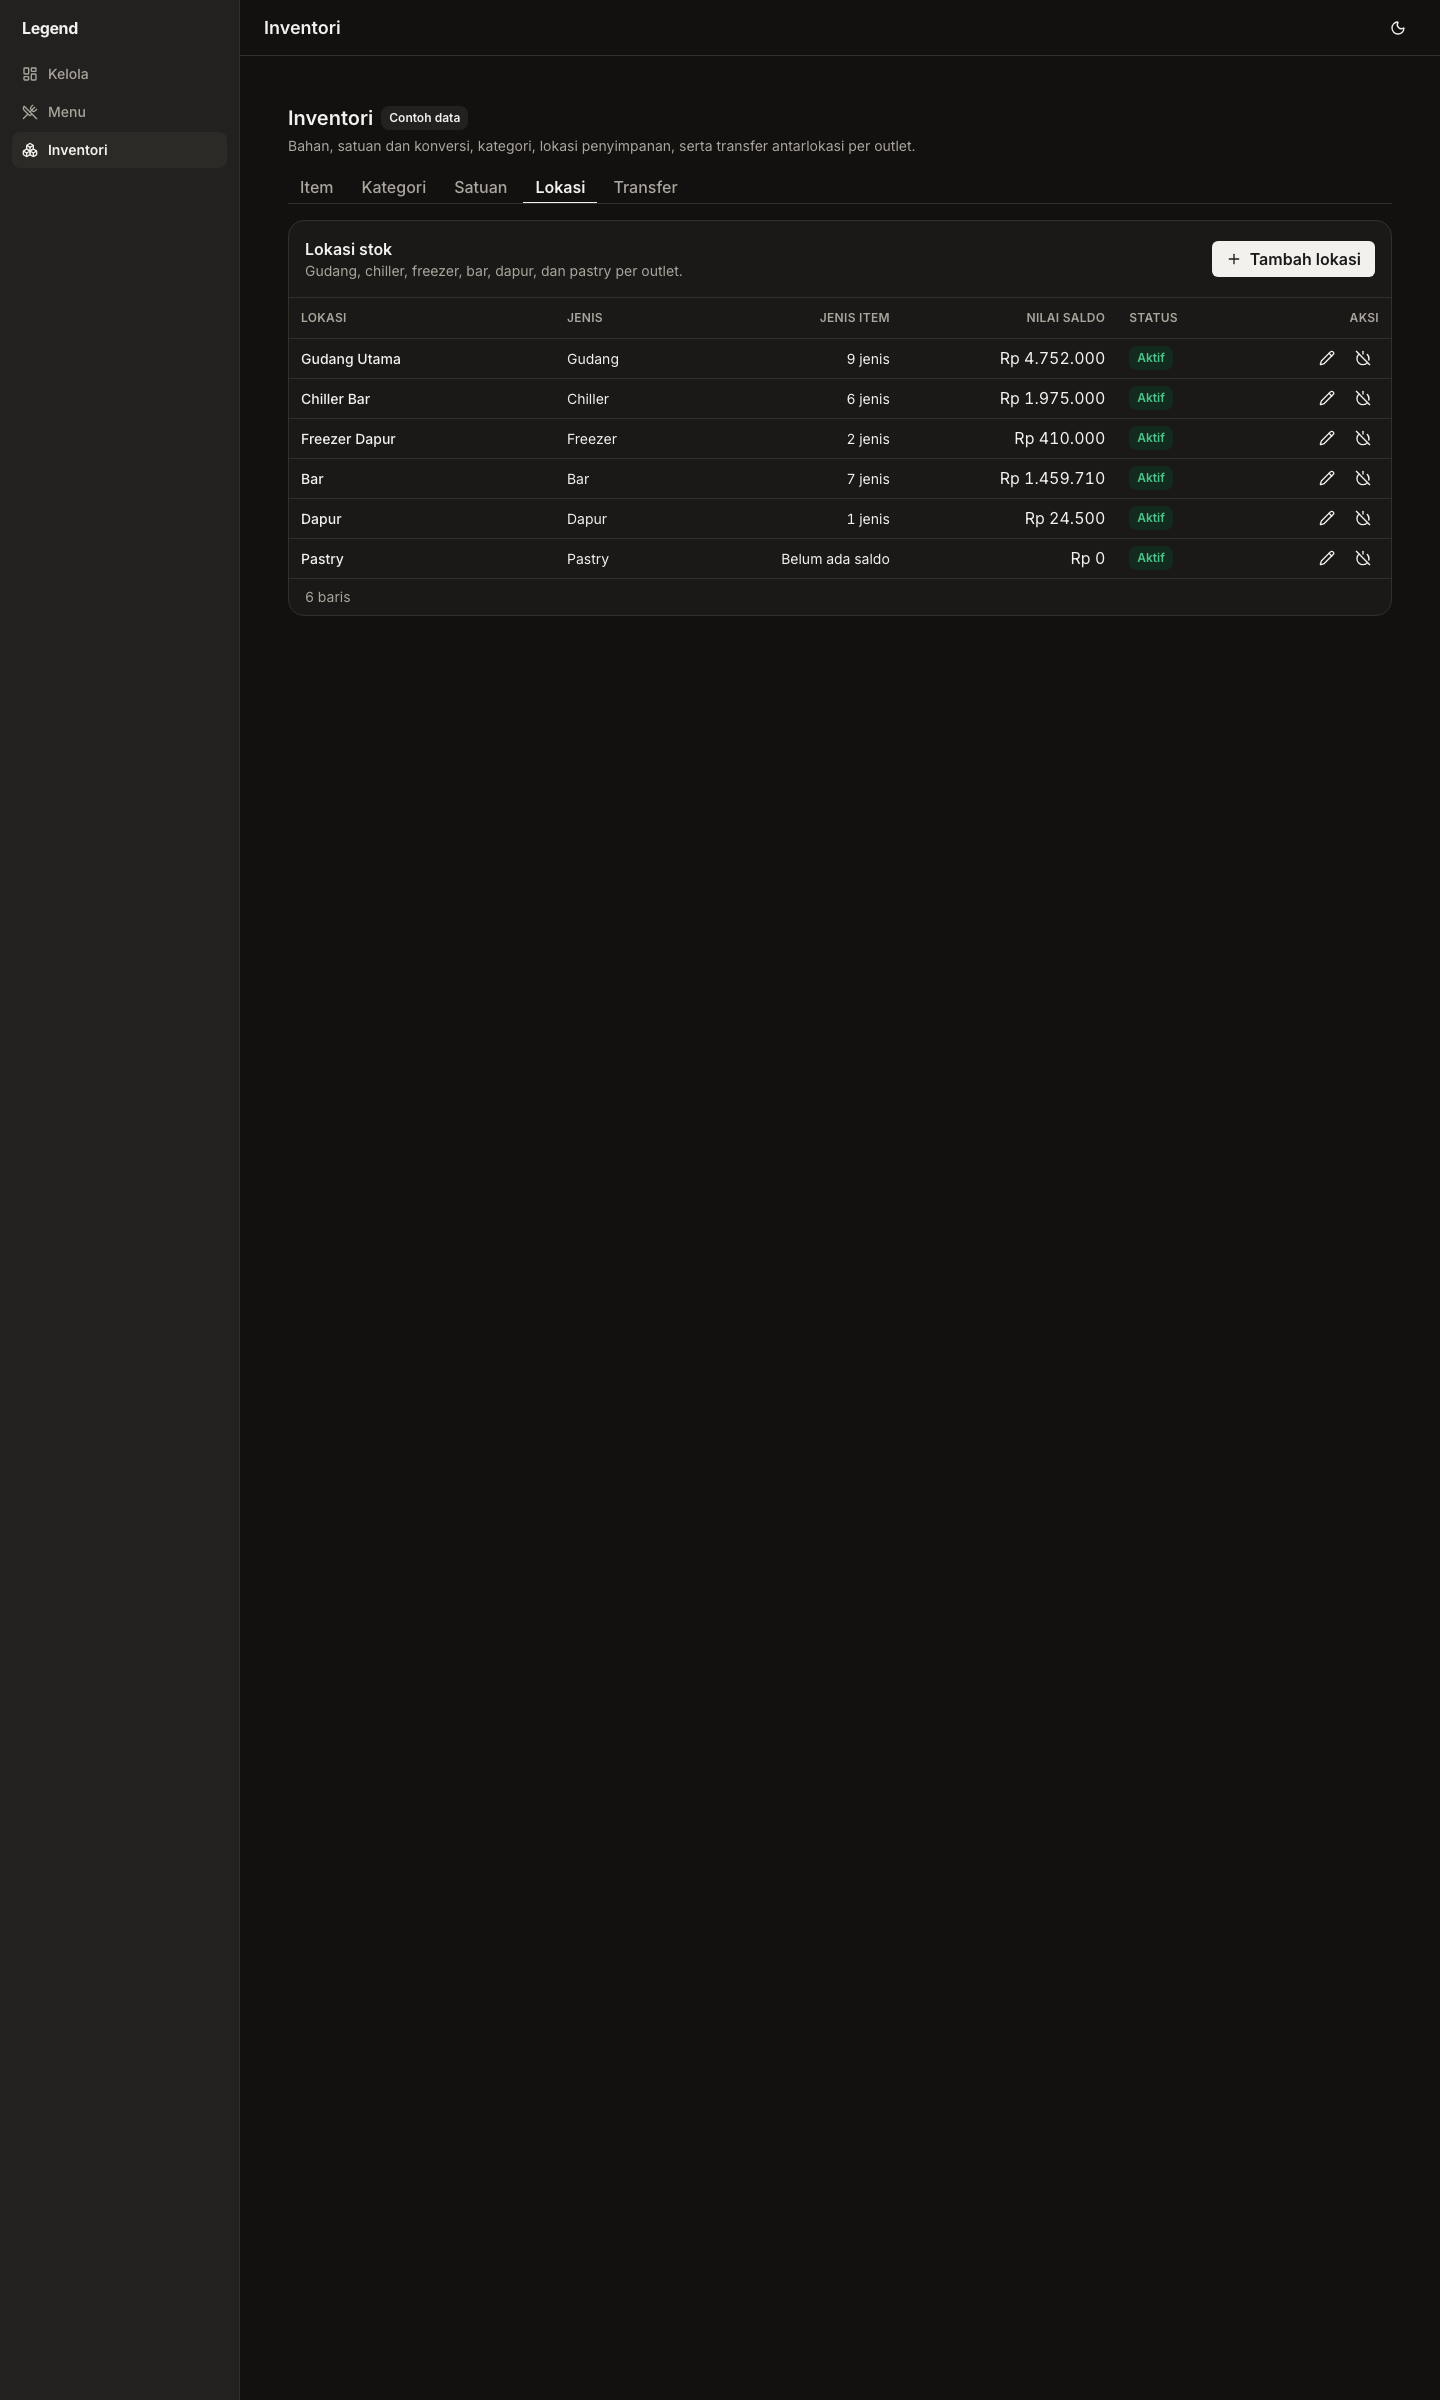 Legend
Kelola
Menu
Inventori
Inventori
Inventori Contoh data
Bahan, satuan dan konversi, kategori, lokasi penyimpanan, serta transfer antarlokasi per outlet.
Item Kategori Satuan Lokasi Transfer
Lokasi stok
Gudang, chiller, freezer, bar, dapur, dan pastry per outlet.
Tambah lokasi
LOKASI JENIS JENIS ITEM NILAI SALDO STATUS AKSI
Gudang Utama Gudang 9 jenis Rp 4.752.000 Aktif
Chiller Bar Chiller 6 jenis Rp 1.975.000 Aktif
Freezer Dapur Freezer 2 jenis Rp 410.000 Aktif
Bar Bar 7 jenis Rp 1.459.710 Aktif
Dapur Dapur 1 jenis Rp 24.500 Aktif
Pastry Pastry Belum ada saldo Rp 0 Aktif
6 baris